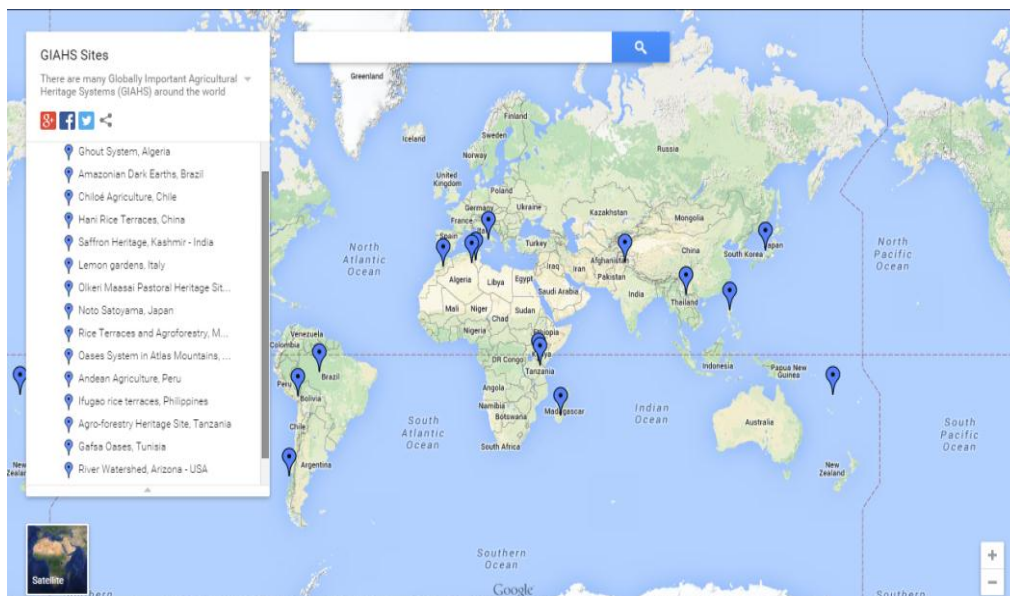 GIAHS Sites
There are many Globally Important Agricultural
Heritage Systems (GIAHS) around the world
Ghout System, Algeria
Amazonian Dark Earths, Brazil
Chiloé Agriculture, Chile
Hani Rice Terraces, China
Saffron Heritage, Kashmir - India
Lemon gardens, Italy
Olkeri Maasai Pastoral Heritage Sit...
Noto Satoyama, Japan
Rice Terraces and Agroforestry, M...
Oases System in Atlas Mountains, ...
Andean Agriculture, Peru
Ifugao rice terraces, Philippines
Agro-forestry Heritage Site, Tanzania
Gafsa Oases, Tunisia
River Watershed, Arizona - USA
Satellite
Greenland
Iceland
Finland
Sweden
Norway
Russia
United
Kingdom
Poland
Germany
Ukraine
France
Spain
Kazakhstan
Mongolia
Turkey
China
South Korea
Japan
North
Atlantic
Ocean
North
Pacific
Ocean
Afghanistan
Iraq
Iran
Pakistan
Algeria
Libya
Egypt
Saudi Arabia
India
Thailand
Mali
Niger
Sudan
Chad
Nigeria
Ethiopia
Venezuela
Colombia
DR Congo
Kenya
Tanzania
Indonesia
Papua New
Guinea
Peru
Brazil
Bolivia
Angola
Namibia
Botswana
Madagascar
Chile
South
Atlantic
Ocean
Indian
Ocean
Australia
South
Pacific
Ocean
South Africa
Argentina
New
Zealand
Southern
Ocean
Google
Southern